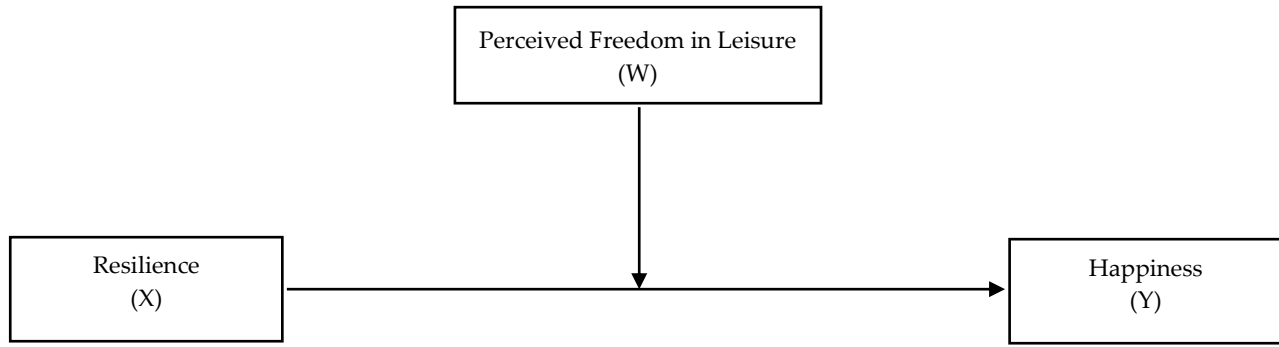 Perceived Freedom in Leisure
(W)
Resilience
(X)
Happiness
(Y)